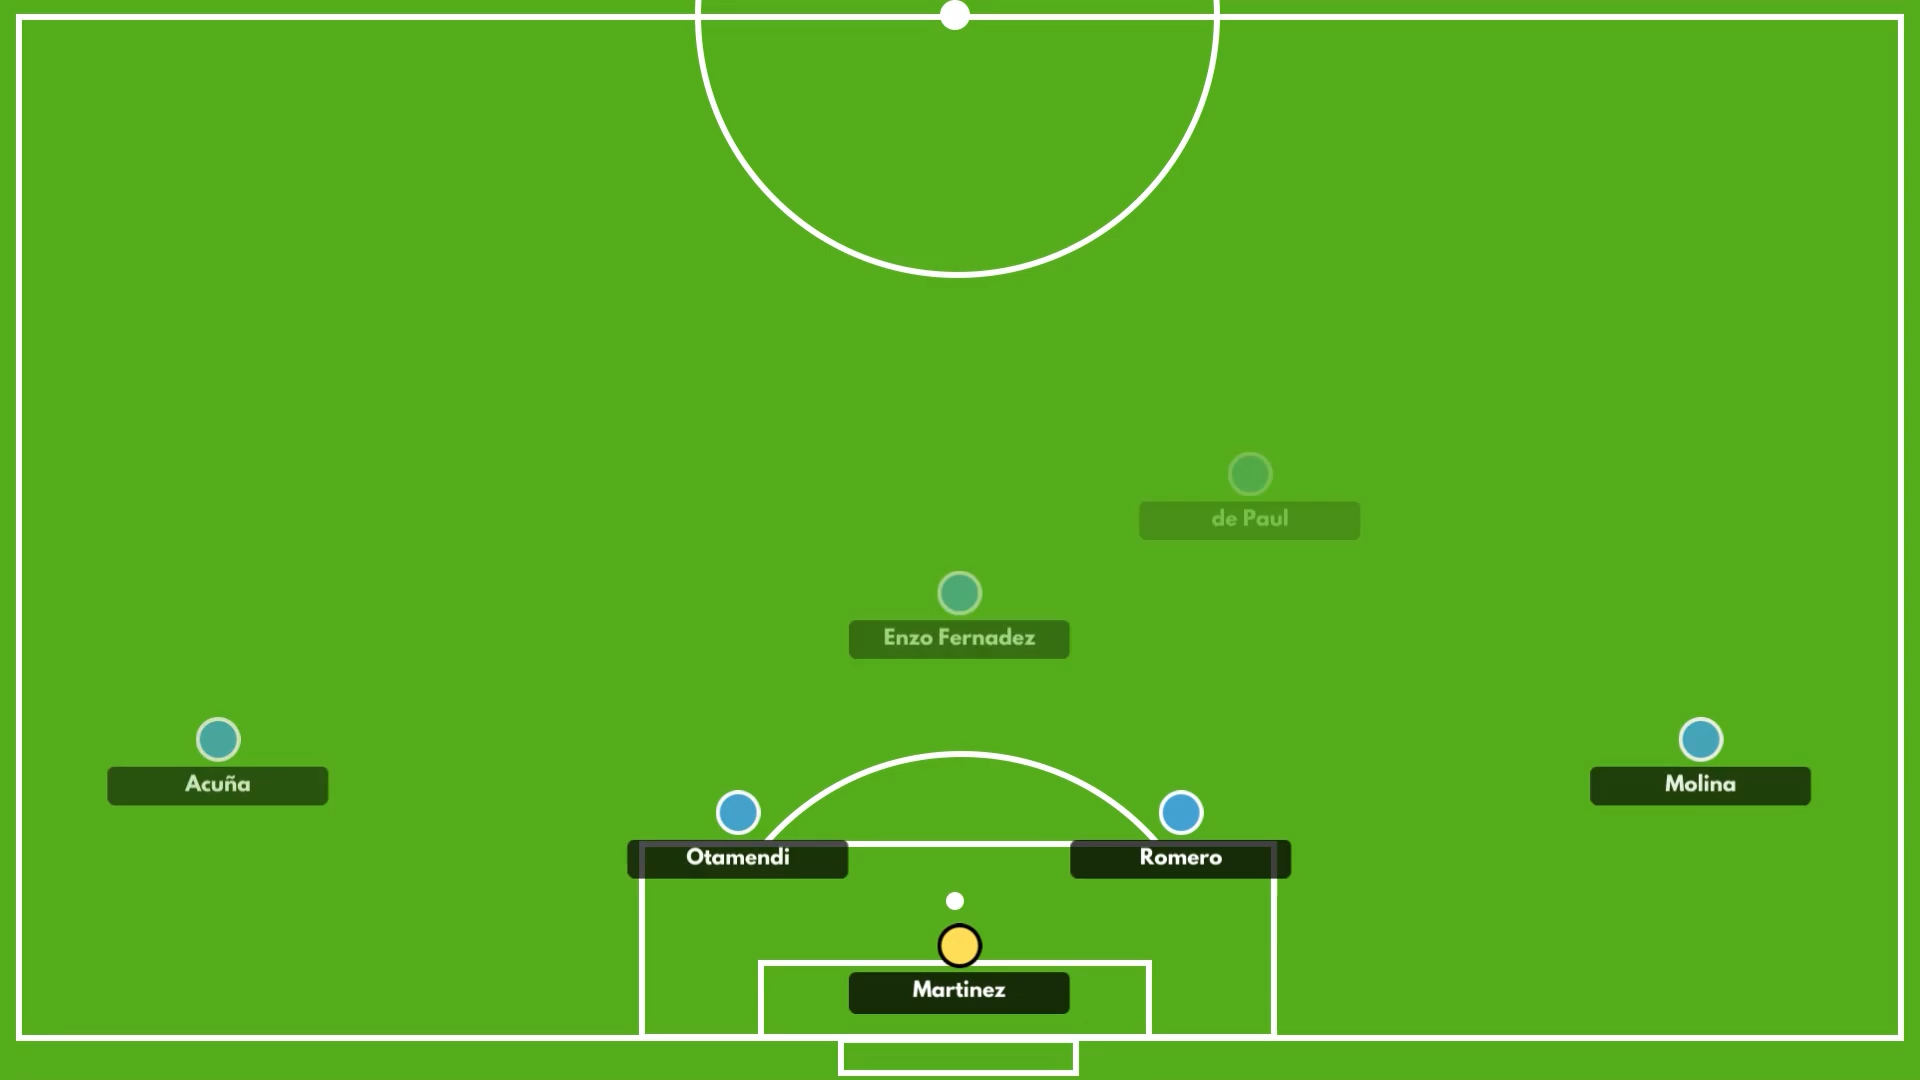 de Paul
Enzo Fernadez
Acuña
Molina
Otamendi
Romero
Martinez